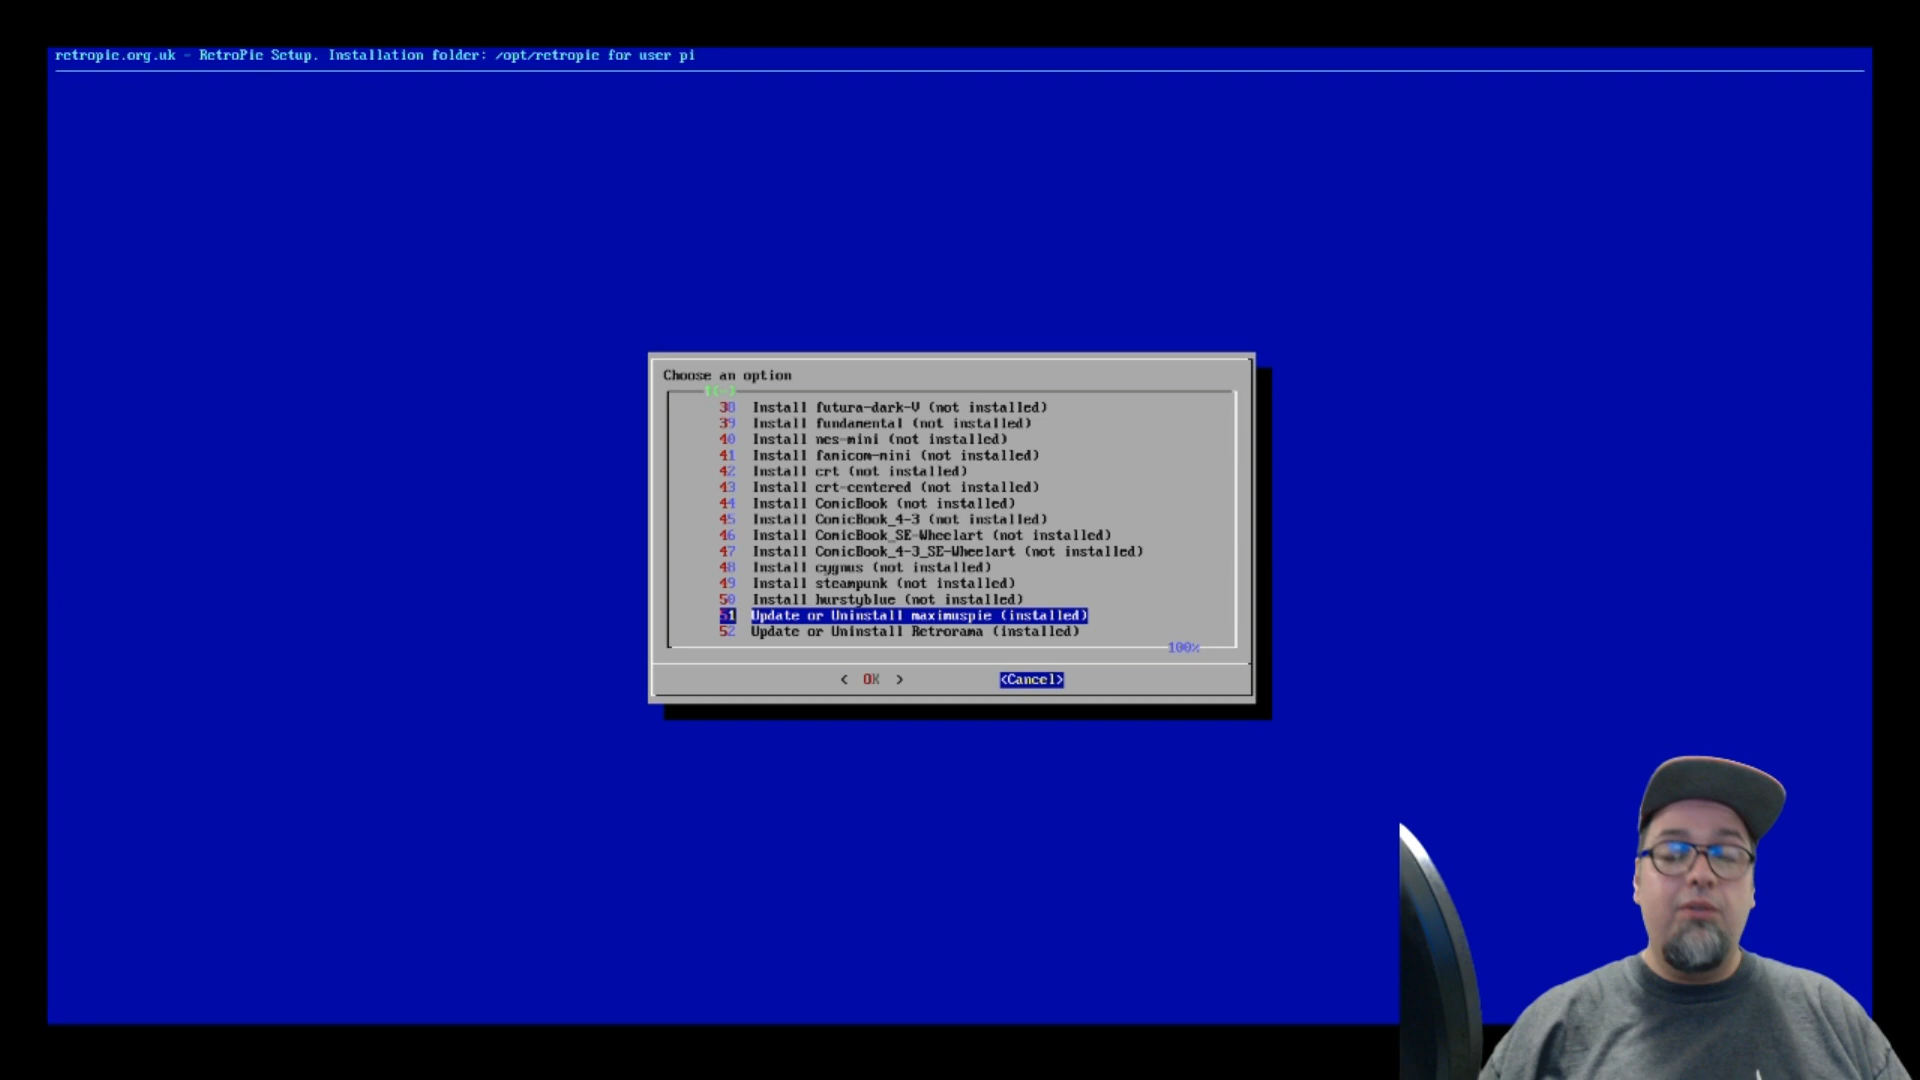 retropie.org.uk - RetroPie Setup. Installation folder: /opt/retropie for user pi
Choose an option
↑(-)
38 Install futura-dark-V (not installed)
39 Install fundamental (not installed)
40 Install nes-mini (not installed)
41 Install famicom-mini (not installed)
42 Install crt (not installed)
43 Install crt-centered (not installed)
44 Install ComicBook (not installed)
45 Install ComicBook_4-3 (not installed)
46 Install ComicBook_SE-Wheelart (not installed)
47 Install ComicBook_4-3_SE-Wheelart (not installed)
48 Install cygnus (not installed)
49 Install steampunk (not installed)
50 Install hurstyblue (not installed)
51 Update or Uninstall maximuspie (installed)
52 Update or Uninstall Retrorama (installed)
100%
< OK > <Cancel>